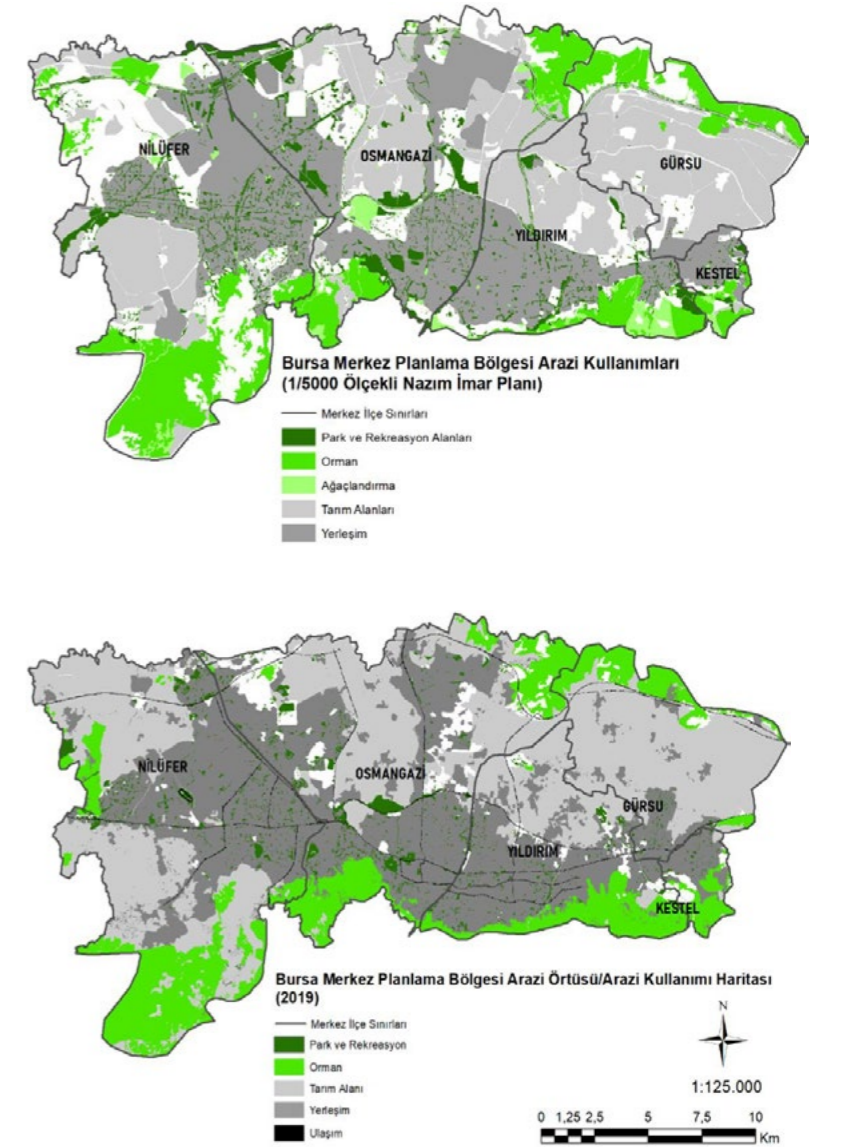 NİLÜFER
OSMANGAZİ
GÜRSU
YILDIRIM
KESTEL
Bursa Merkez Planlama Bölgesi Arazi Kullanımları
(1/5000 Ölçekli Nazım İmar Planı)
Merkez İlçe Sınırları
Park ve Rekreasyon Alanları
Orman
Ağaçlandırma
Tarım Alanları
Yerleşim
NİLÜFER
OSMANGAZİ
GÜRSU
YILDIRIM
KESTEL
Bursa Merkez Planlama Bölgesi Arazi Örtüsü/Arazi Kullanımı Haritası
(2019)
Merkez İlçe Sınırları
Park ve Rekreasyon
Orman
Tarım Alanı
Yerleşim
Ulaşım
N
1:125.000
0 1,25 2,5 5 7,5 10
Km